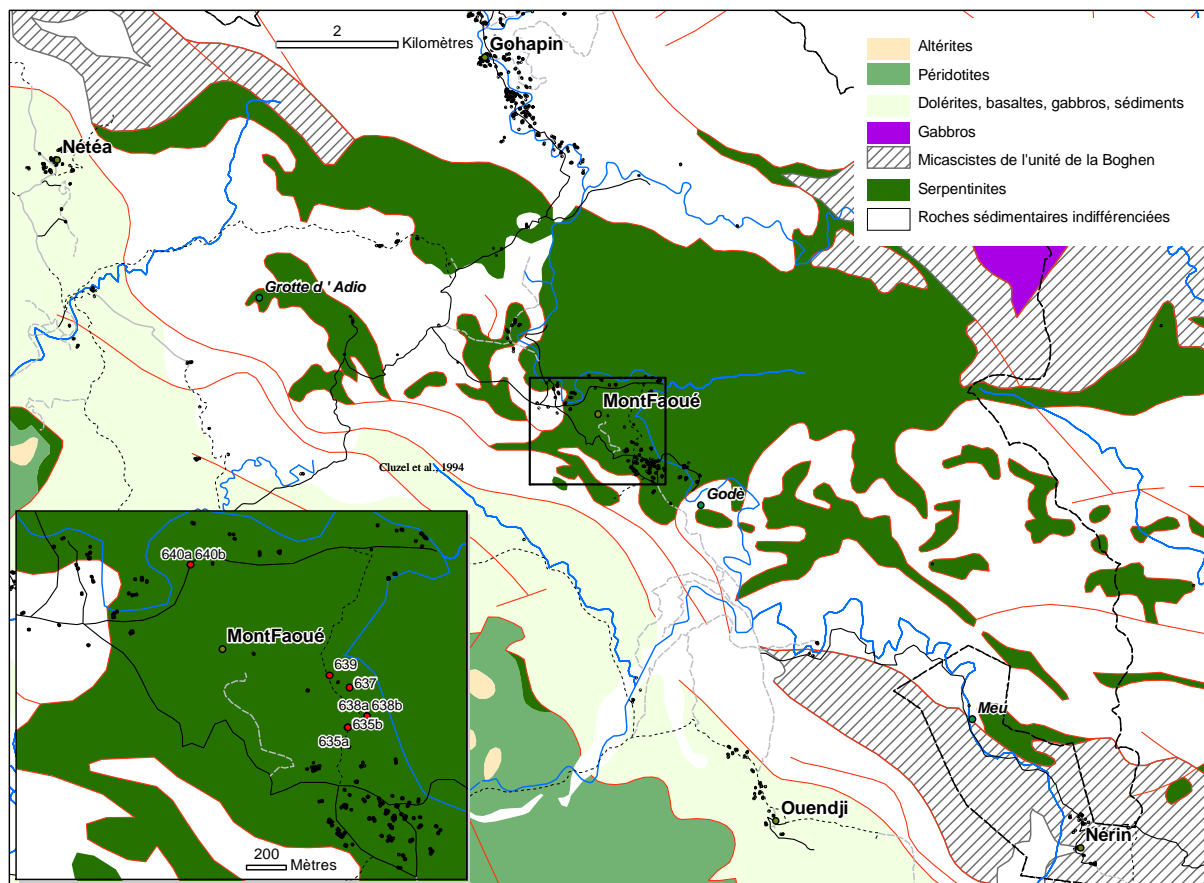 2
Kilomètres
Gohapin
Altérites
Péridotites
Dolérites, basaltes, gabbros, sédiments
Gabbros
Micascistes de l'unité de la Boghen
Serpentinites
Roches sédimentaires indifférenciées
Nétéa
Grotte d ' Adio
MontFaoué
Cluzel et al., 1994
Godè
640a 640b
MontFaoué
639
637
638a 638b
635b
635a
Meu
Ouendji
Nérin
200
Mètres